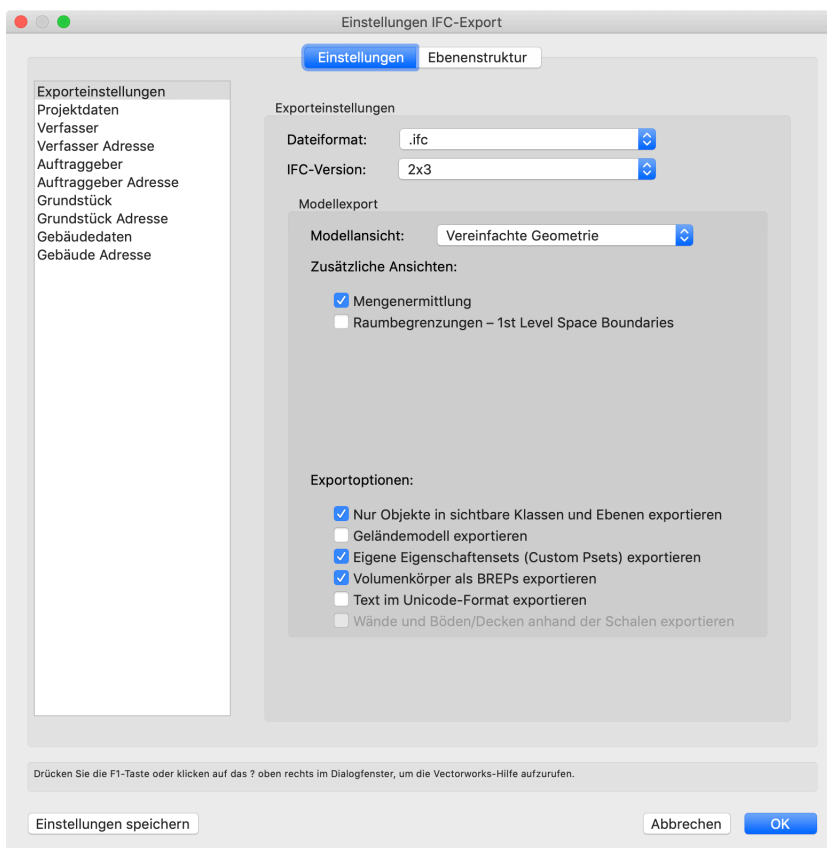 Einstellungen IFC-Export
Einstellungen Ebenenstruktur
Exporteinstellungen
Projektdaten
Verfasser
Verfasser Adresse
Auftraggeber
Auftraggeber Adresse
Grundstück
Grundstück Adresse
Gebäudedaten
Gebäude Adresse
Exporteinstellungen
Dateiformat: .ifc
IFC-Version: 2x3
Modellexport
Modellansicht: Vereinfachte Geometrie
Zusätzliche Ansichten:
Mengenermittlung
Raumbegrenzungen – 1st Level Space Boundaries
Exportoptionen:
Nur Objekte in sichtbare Klassen und Ebenen exportieren
Geländemodell exportieren
Eigene Eigenschaftensets (Custom Psets) exportieren
Volumenkörper als BREPs exportieren
Text im Unicode-Format exportieren
Wände und Böden/Decken anhand der Schalen exportieren
Drücken Sie die F1-Taste oder klicken auf das ? oben rechts im Dialogfenster, um die Vectorworks-Hilfe aufzurufen.
Einstellungen speichern Abbrechen OK